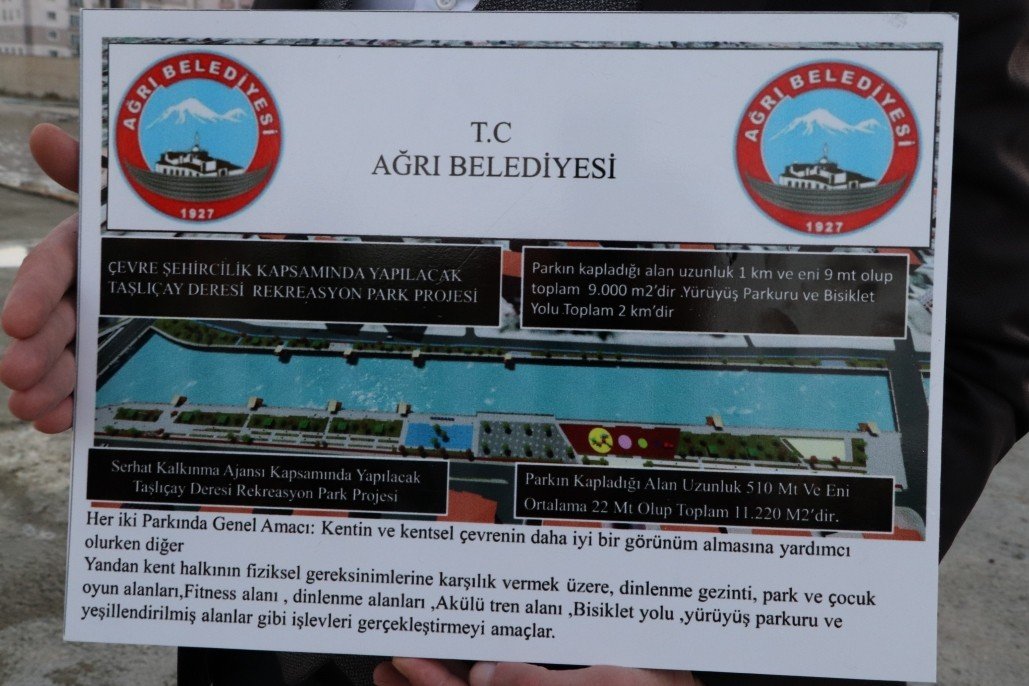 AĞRI BELEDİYESİ
1927
T.C
AĞRI BELEDİYESİ
AĞRI BELEDİYESİ
1927
ÇEVRE ŞEHİRCİLİK KAPSAMINDA YAPILACAK
TAŞLIÇAY DERESİ REKREASYON PARK PROJESİ
Parkın kapladığı alan uzunluk 1 km ve eni 9 mt olup
toplam 9.000 m2’dir .Yürüyüş Parkuru ve Bisiklet
Yolu Toplam 2 km’dir
Serhat Kalkınma Ajansı Kapsamında Yapılacak
Taşlıçay Deresi Rekreasyon Park Projesi
Parkın Kapladığı Alan Uzunluk 510 Mt Ve Eni
Ortalama 22 Mt Olup Toplam 11.220 M2’dir.
Her iki Parkında Genel Amacı: Kentin ve kentsel çevrenin daha iyi bir görünüm almasına yardımcı
olurken diğer
Yandan kent halkının fiziksel gereksinimlerine karşılık vermek üzere, dinlenme gezinti, park ve çocuk
oyun alanları,Fitness alanı , dinlenme alanları ,Akülü tren alanı ,Bisiklet yolu ,yürüyüş parkuru ve
yeşillendirilmiş alanlar gibi işlevleri gerçekleştirmeyi amaçlar.